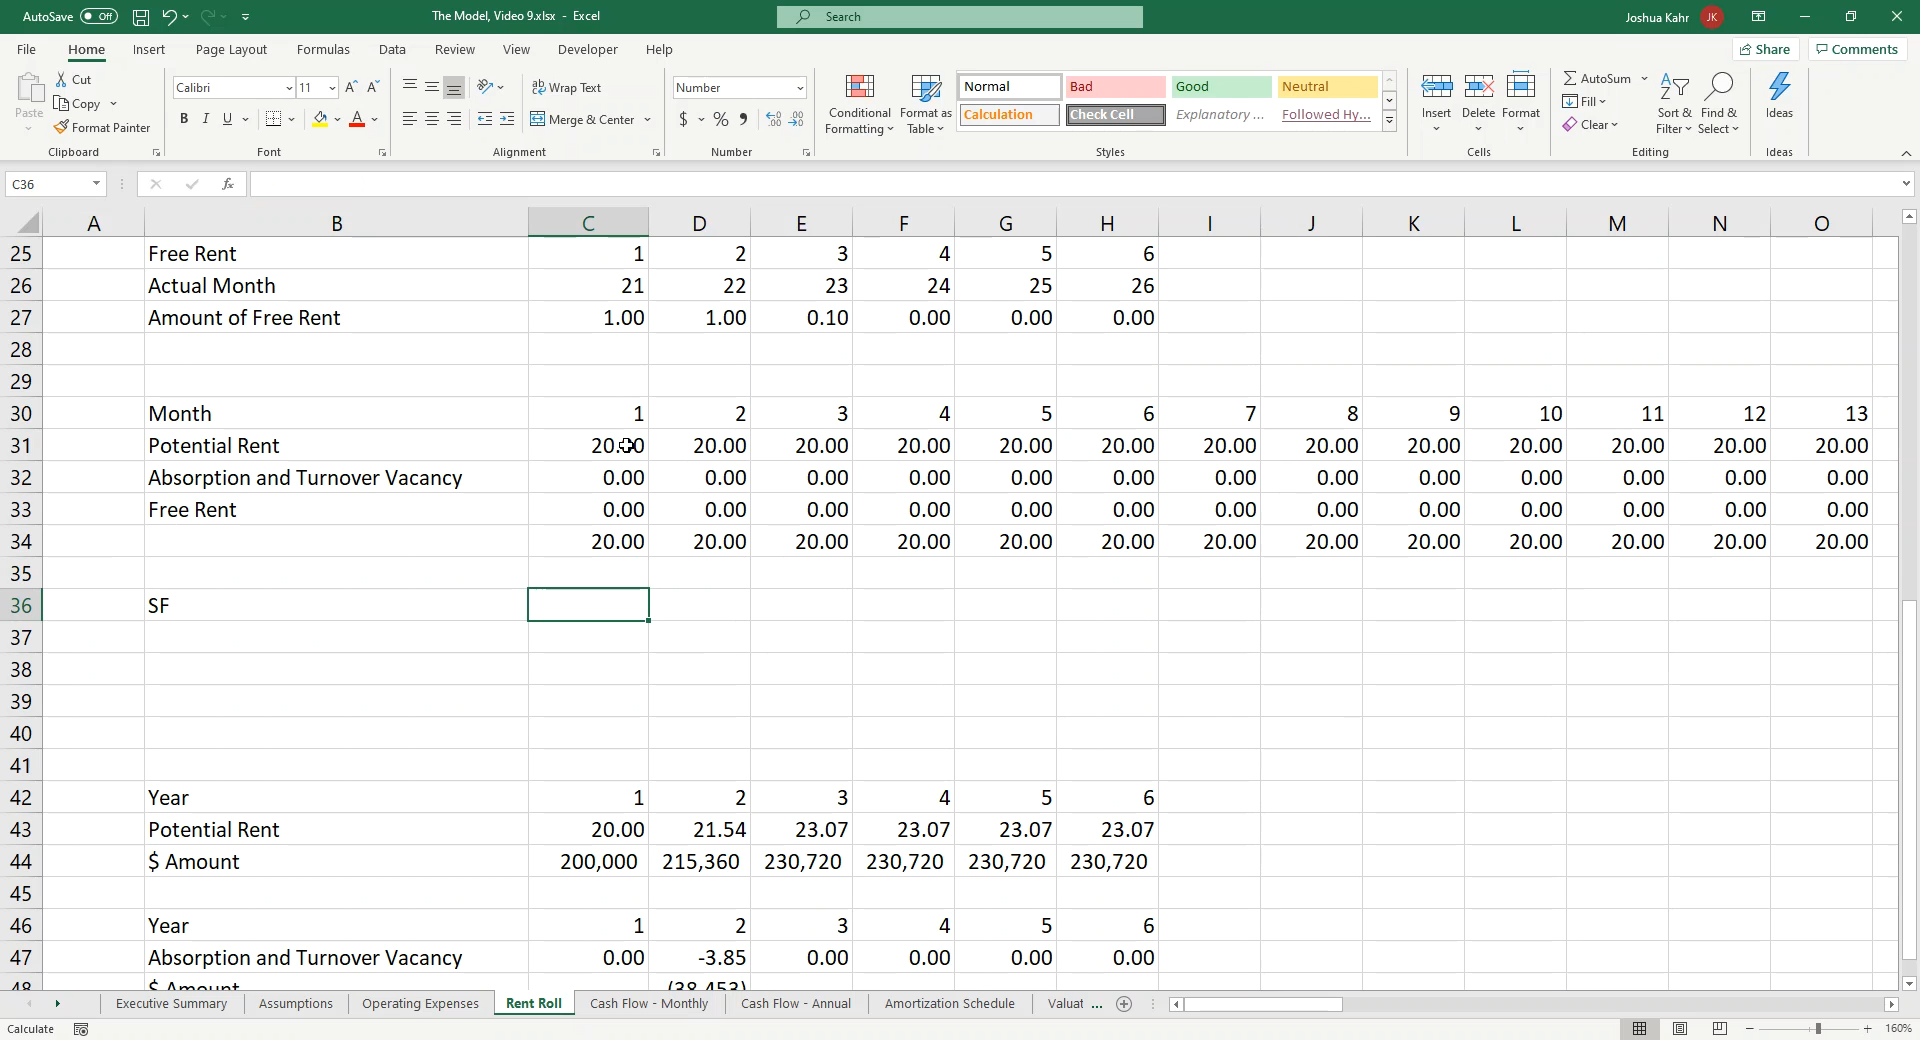 AutoSave Off The Model, Video 9.xlsx - Excel Search Joshua Kahr JK
File Home Insert Page Layout Formulas Data Review View Developer Help Share Comments
Paste Cut Copy Format Painter
Clipboard
Calibri 11
B I U
Font
Wrap Text
Merge & Center
Alignment
Number
$ % ,
Number
Conditional Formatting Format as Table
Normal Bad Good Neutral
Calculation Check Cell Explanatory ... Followed Hy...
Styles
Insert Delete Format
Cells
AutoSum Fill Clear Sort & Filter Find & Select
Editing
Ideas
Ideas
C36 fx
A B C D E F G H I J K L M N O
25 Free Rent 1 2 3 4 5 6
26 Actual Month 21 22 23 24 25 26
27 Amount of Free Rent 1.00 1.00 0.10 0.00 0.00 0.00
28
29
30 Month 1 2 3 4 5 6 7 8 9 10 11 12 13
31 Potential Rent 20.00 20.00 20.00 20.00 20.00 20.00 20.00 20.00 20.00 20.00 20.00 20.00 20.00
32 Absorption and Turnover Vacancy 0.00 0.00 0.00 0.00 0.00 0.00 0.00 0.00 0.00 0.00 0.00 0.00 0.00
33 Free Rent 0.00 0.00 0.00 0.00 0.00 0.00 0.00 0.00 0.00 0.00 0.00 0.00 0.00
34 20.00 20.00 20.00 20.00 20.00 20.00 20.00 20.00 20.00 20.00 20.00 20.00 20.00
35
36 SF
37
38
39
40
41
42 Year 1 2 3 4 5 6
43 Potential Rent 20.00 21.54 23.07 23.07 23.07 23.07
44 $ Amount 200,000 215,360 230,720 230,720 230,720 230,720
45
46 Year 1 2 3 4 5 6
47 Absorption and Turnover Vacancy 0.00 -3.85 0.00 0.00 0.00 0.00
48 $ Amount (38,453)
Executive Summary Assumptions Operating Expenses Rent Roll Cash Flow - Monthly Cash Flow - Annual Amortization Schedule Valuat ...
Calculate 160%